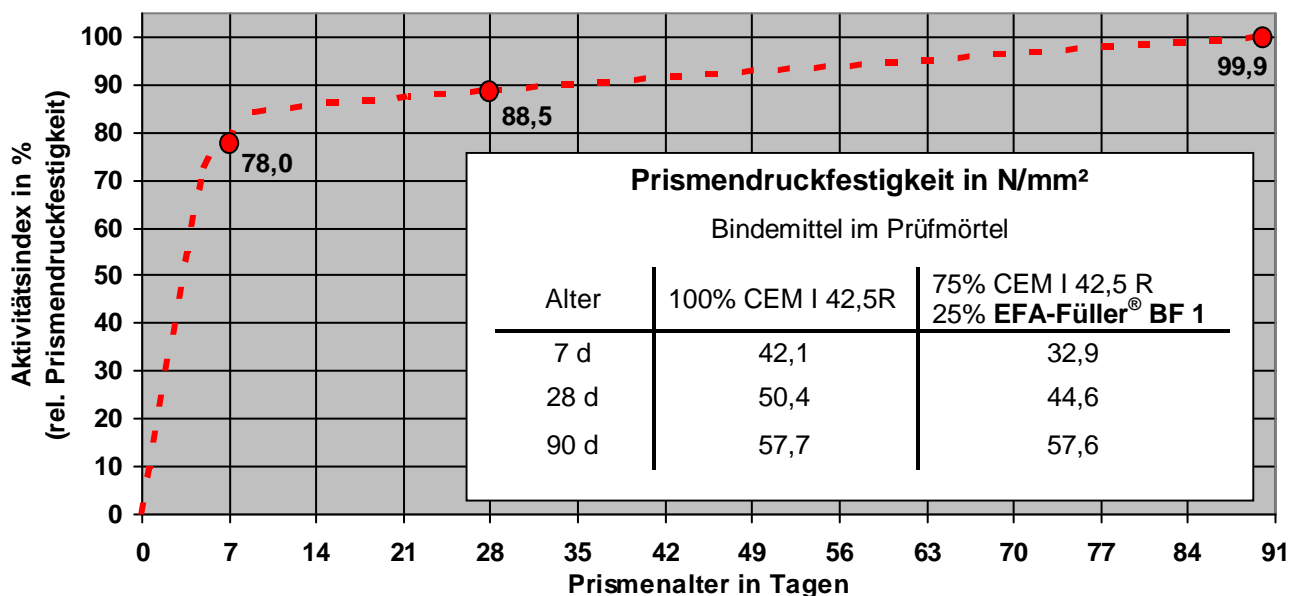 Aktivitätsindex in %
(rel. Prismendruckfestigkeit)
100
90
80
70
60
50
40
30
20
10
0
78,0
88,5
99,9
Prismendruckfestigkeit in N/mm²
Bindemittel im Prüfmörtel
Alter
100% CEM I 42,5R
75% CEM I 42,5 R
25% EFA-Füller® BF 1
7 d 42,1 32,9
28 d 50,4 44,6
90 d 57,7 57,6
0 7 14 21 28 35 42 49 56 63 70 77 84 91
Prismenalter in Tagen